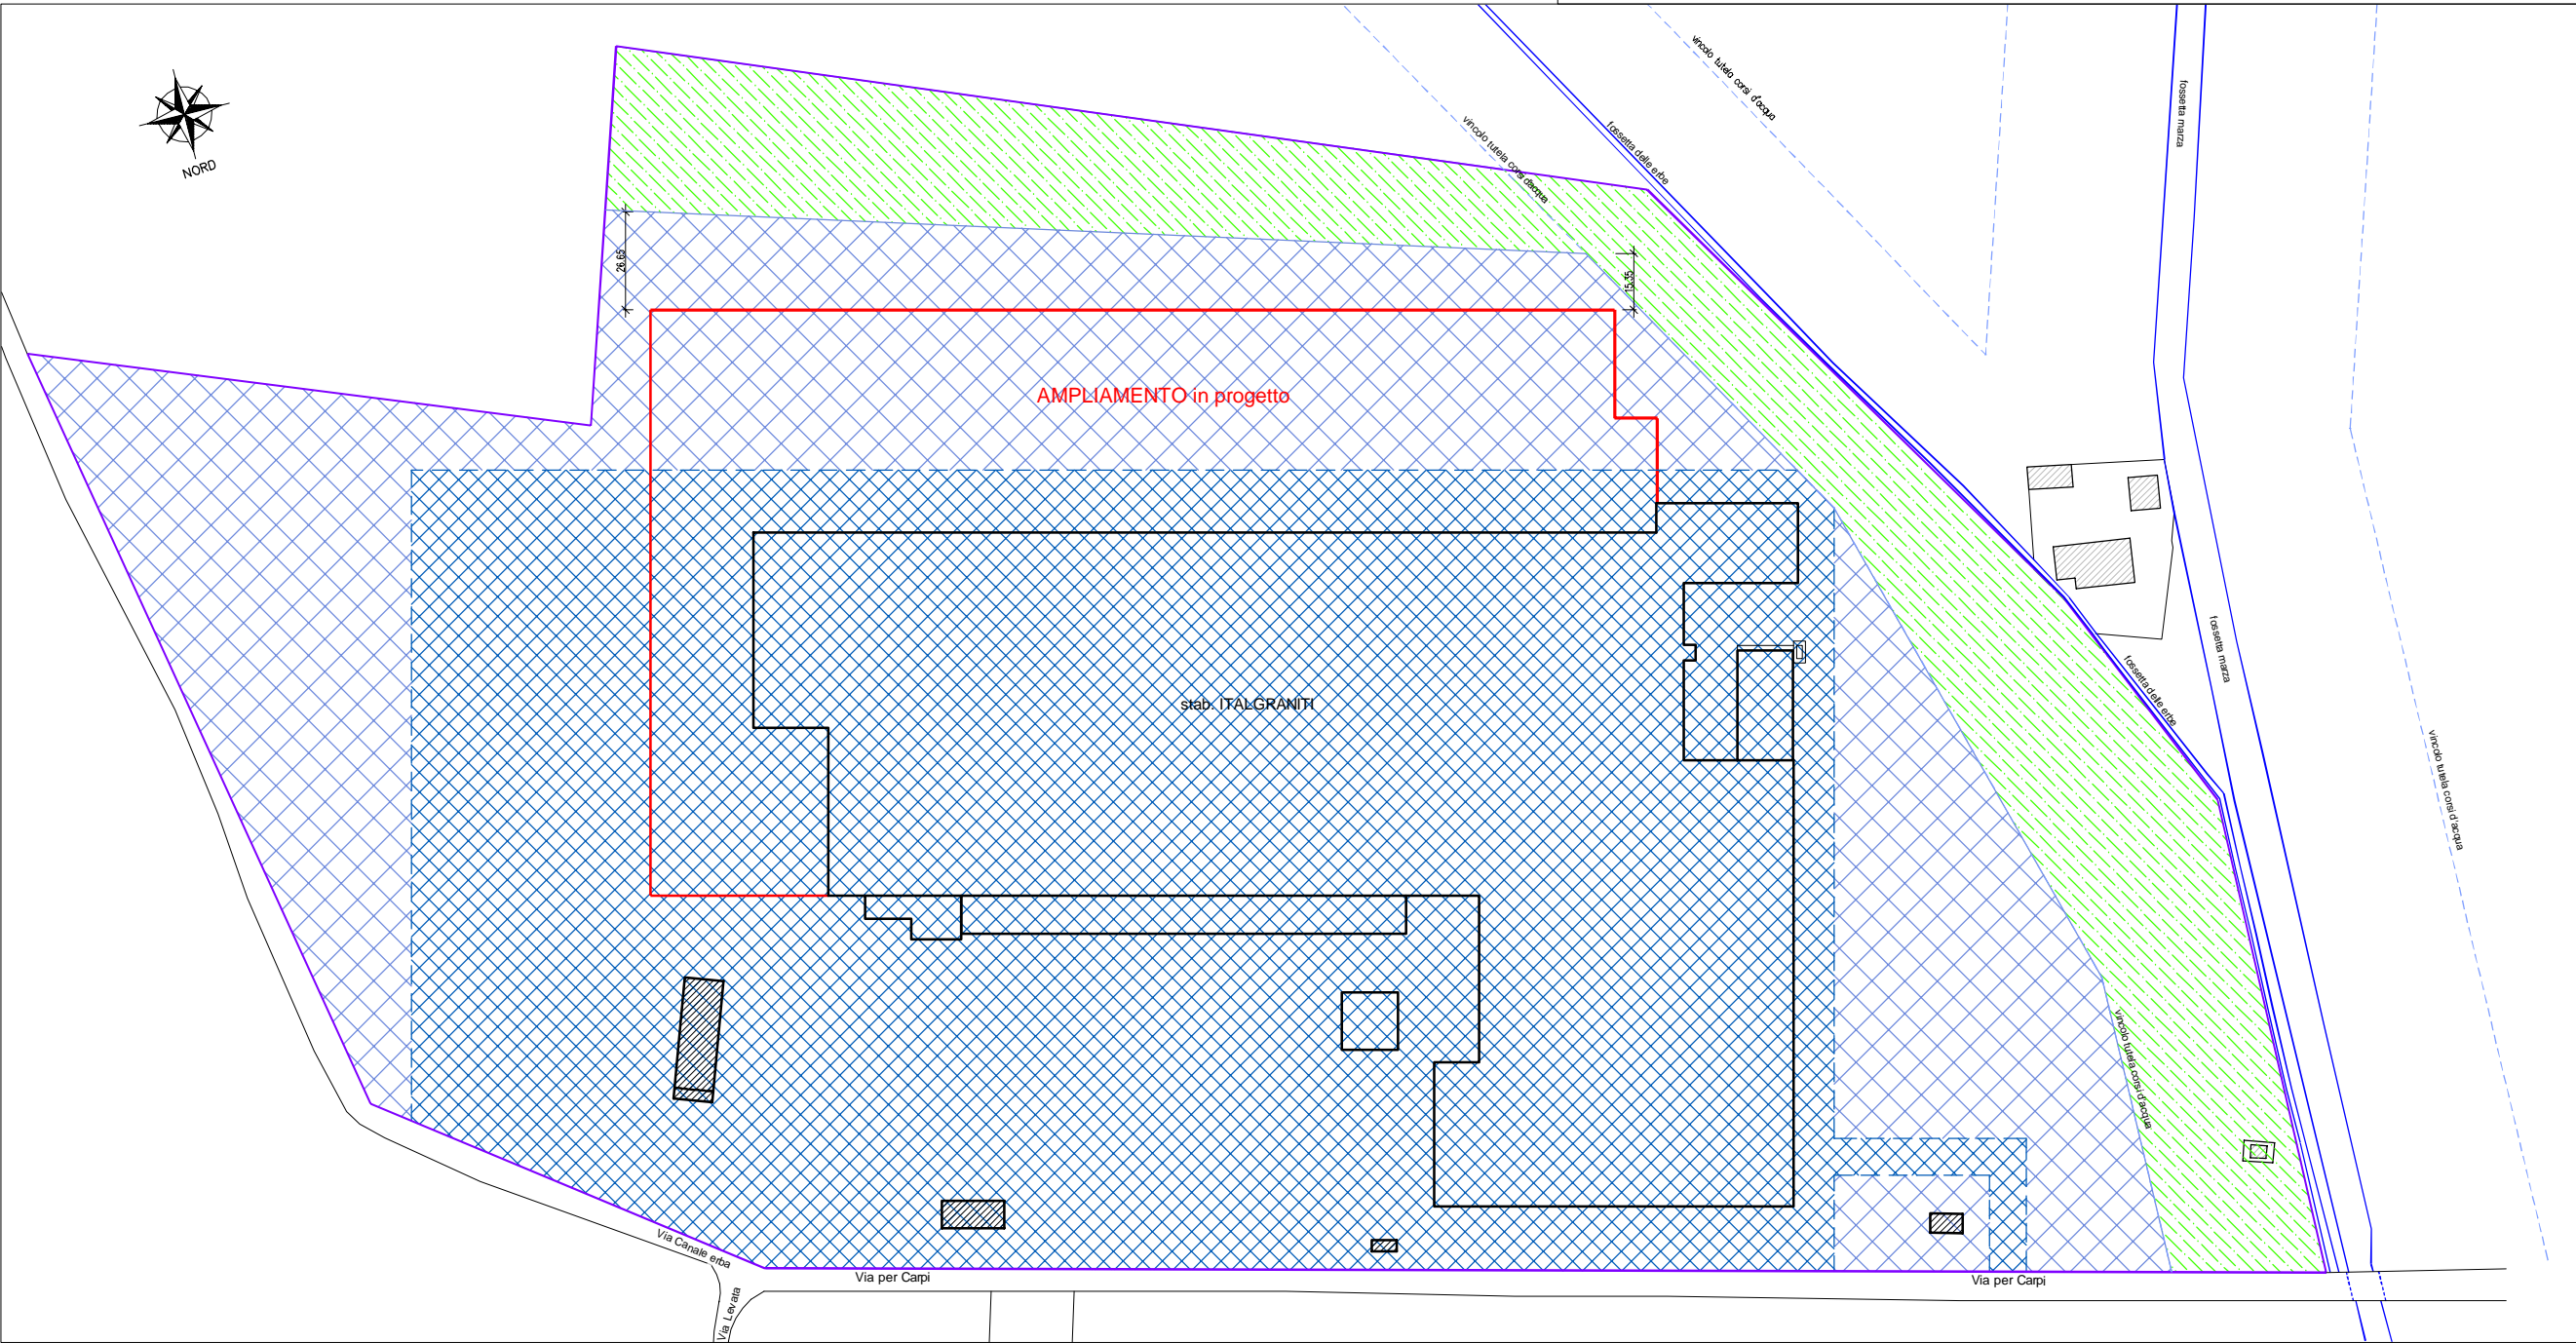 vincolo tutela corsi d'acqua
fossetta marza
vincolo tutela corsi d'acqua
fossetta delle erbe
NORD
26.65
15.35
AMPLIAMENTO in progetto
stab. ITALGRANITI
fossetta marza
fossetta delle erbe
vincolo tutela corsi d'acqua
vincolo tutela corsi d'acqua
Via Canale erba
Via per Carpi
Via per Carpi
Via Levata